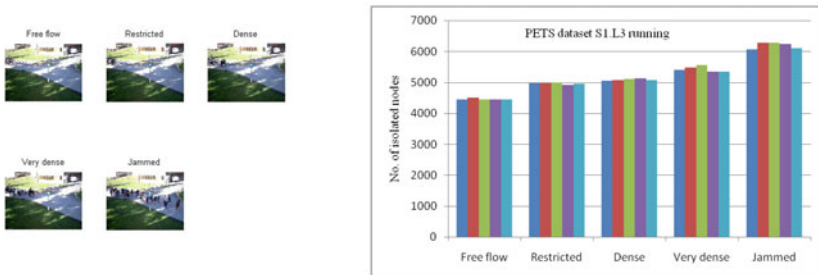 Free flow
Restricted
Dense
Very dense
Jammed
PETS dataset S1.L3 running
No. of isolated nodes
7000
6000
5000
4000
3000
2000
1000
0
Free flow
Restricted
Dense
Very dense
Jammed